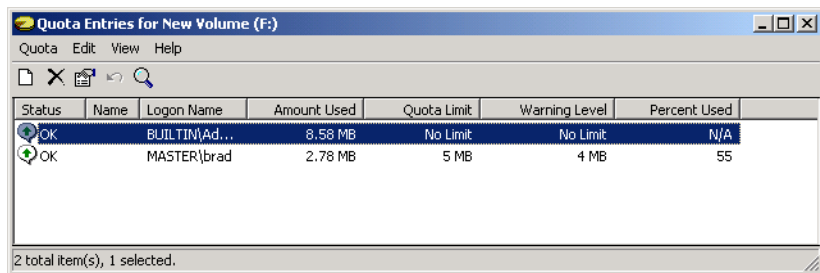 Quota Entries for New Volume (F:)
Quota Edit View Help
Status Name Logon Name Amount Used Quota Limit Warning Level Percent Used
OK BUILTIN\Ad... 8.58 MB No Limit No Limit N/A
OK MASTER\brad 2.78 MB 5 MB 4 MB 55
2 total item(s), 1 selected.